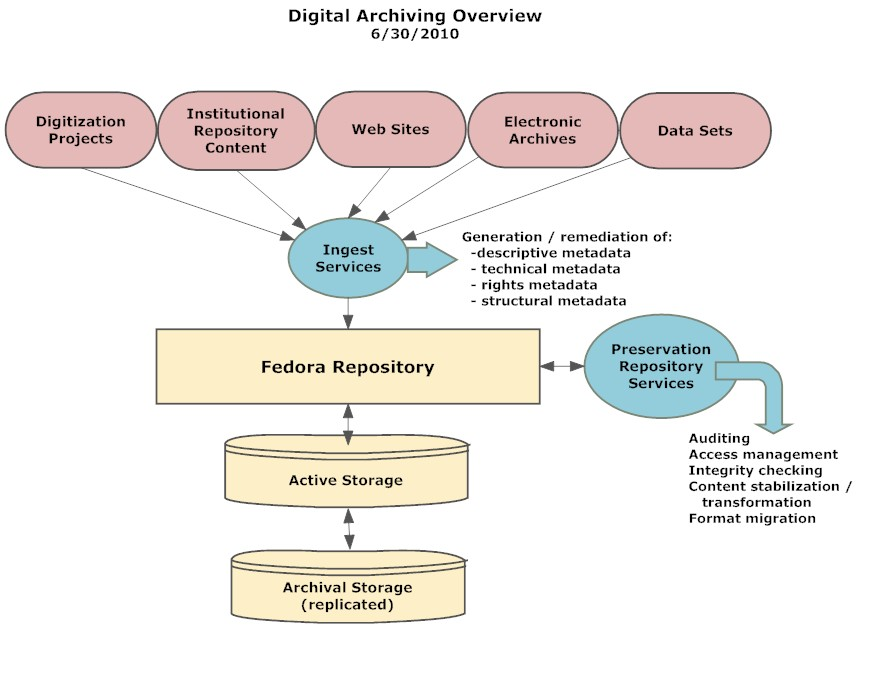 Digital Archiving Overview
6/30/2010
Digitization
Projects
Institutional
Repository
Content
Web Sites
Electronic
Archives
Data Sets
Ingest
Services
Generation / remediation of:
-descriptive metadata
- technical metadata
- rights metadata
- structural metadata
Fedora Repository
Preservation
Repository
Services
Auditing
Access management
Integrity checking
Content stabilization /
transformation
Format migration
Active Storage
Archival Storage
(replicated)